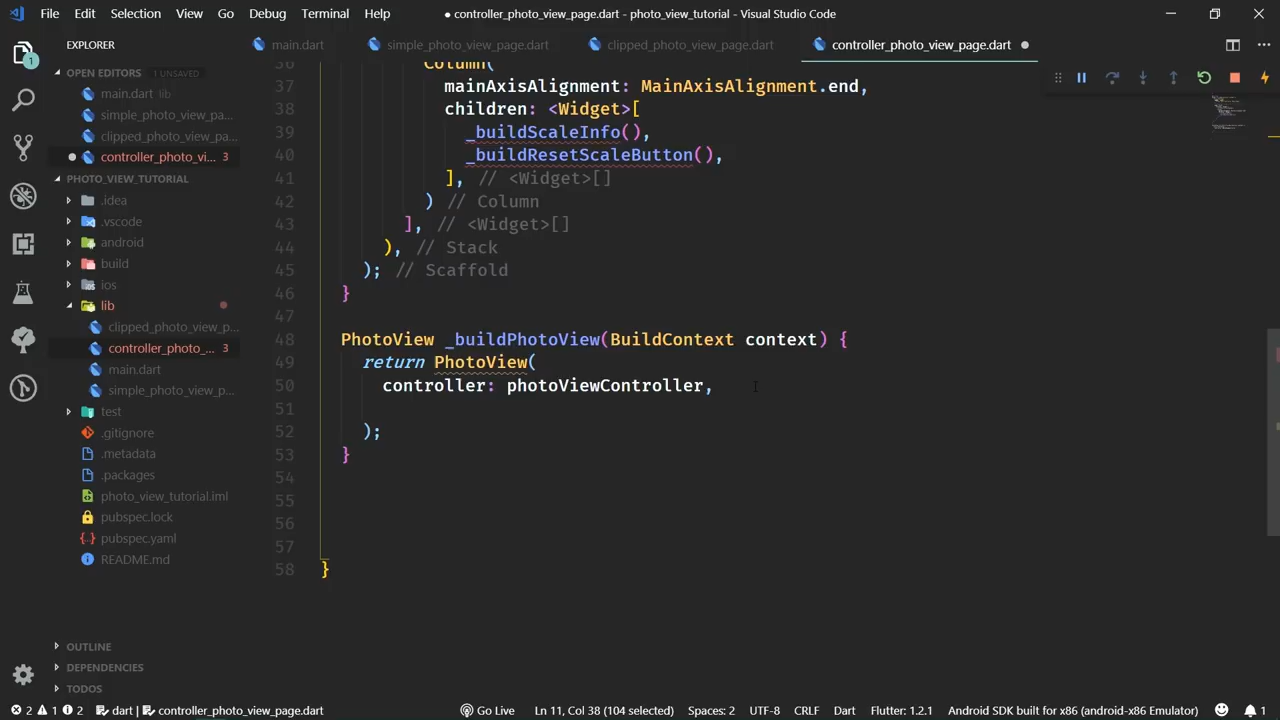 File Edit Selection View Go Debug Terminal Help
● controller_photo_view_page.dart - photo_view_tutorial - Visual Studio Code
EXPLORER
main.dart simple_photo_view_page.dart clipped_photo_view_page.dart controller_photo_view_page.dart ●
OPEN EDITORS 1 UNSAVED
main.dart lib
simple_photo_view_pa...
clipped_photo_view_pa...
● controller_photo_vi... 3
PHOTO_VIEW_TUTORIAL
.idea
.vscode
android
build
ios
lib
clipped_photo_view_p...
controller_photo_... 3
main.dart
simple_photo_view_p...
test
.gitignore
.metadata
.packages
photo_view_tutorial.iml
pubspec.lock
pubspec.yaml
README.md
OUTLINE
DEPENDENCIES
TODOS
36 Column(
37 mainAxisAlignment: MainAxisAlignment.end,
38 children: <Widget>[
39 _buildScaleInfo(),
40 _buildResetScaleButton(),
41 ], // <Widget>[]
42 ) // Column
43 ], // <Widget>[]
44 ), // Stack
45 ); // Scaffold
46 }
47
48 PhotoView _buildPhotoView(BuildContext context) {
49 return PhotoView(
50 controller: photoViewController,
51
52 );
53 }
54
55
56
57
58 }
1
2 1 2 dart | controller_photo_view_page.dart Go Live Ln 11, Col 38 (104 selected) Spaces: 2 UTF-8 CRLF Dart Flutter: 1.2.1 Android SDK built for x86 (android-x86 Emulator) 1